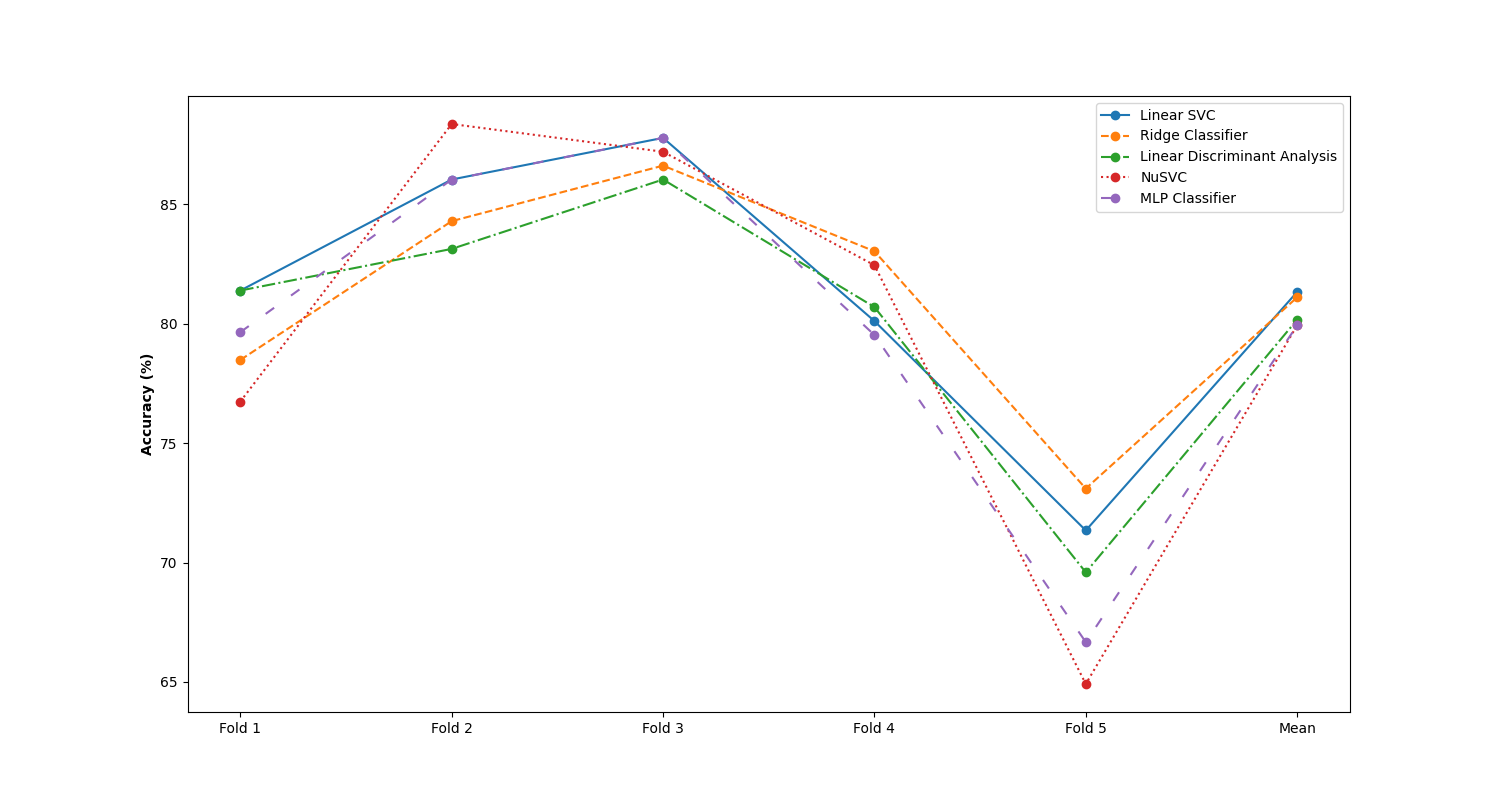 Linear SVC
Ridge Classifier
Linear Discriminant Analysis
NuSVC
MLP Classifier
Accuracy (%)
85
80
75
70
65
Fold 1
Fold 2
Fold 3
Fold 4
Fold 5
Mean